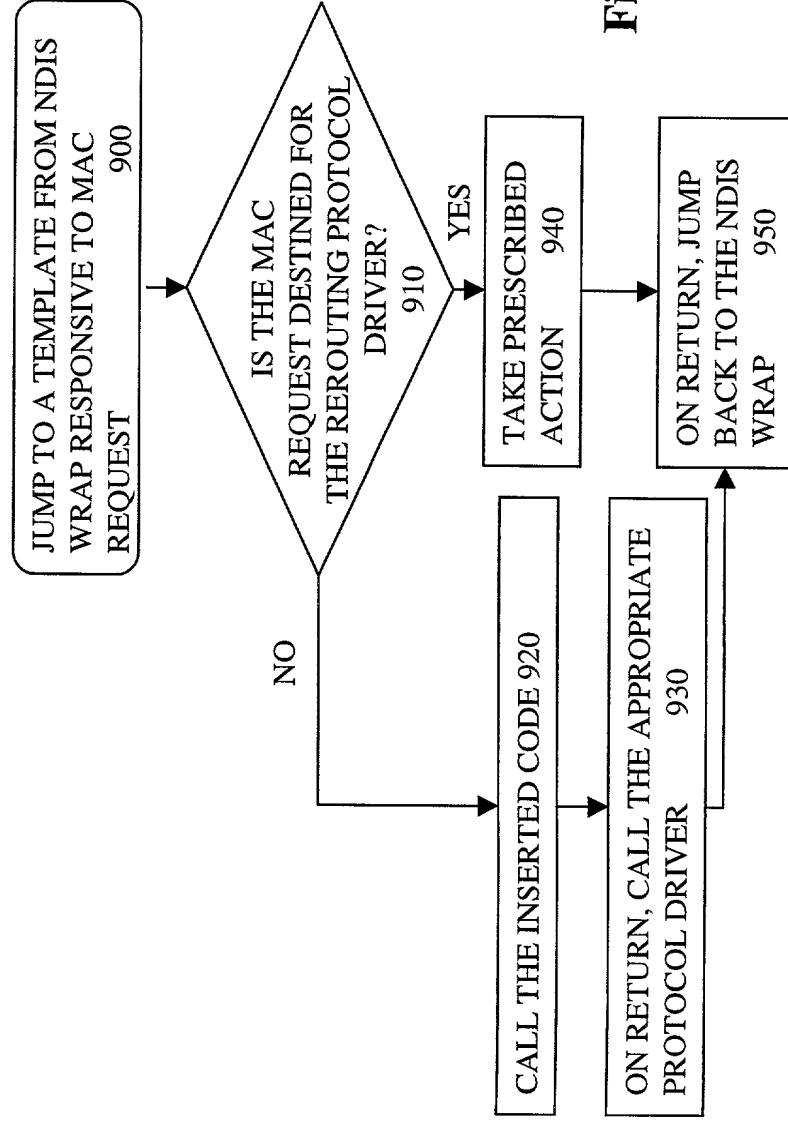 JUMP TO A TEMPLATE FROM NDIS
WRAP RESPONSIVE TO MAC
REQUEST 900
IS THE MAC
REQUEST DESTINED FOR
THE REROUTING PROTOCOL
DRIVER?
910
NO
YES
CALL THE INSERTED CODE 920
TAKE PRESCRIBED
ACTION 940
ON RETURN, CALL THE APPROPRIATE
PROTOCOL DRIVER 930
ON RETURN, JUMP
BACK TO THE NDIS
WRAP 950